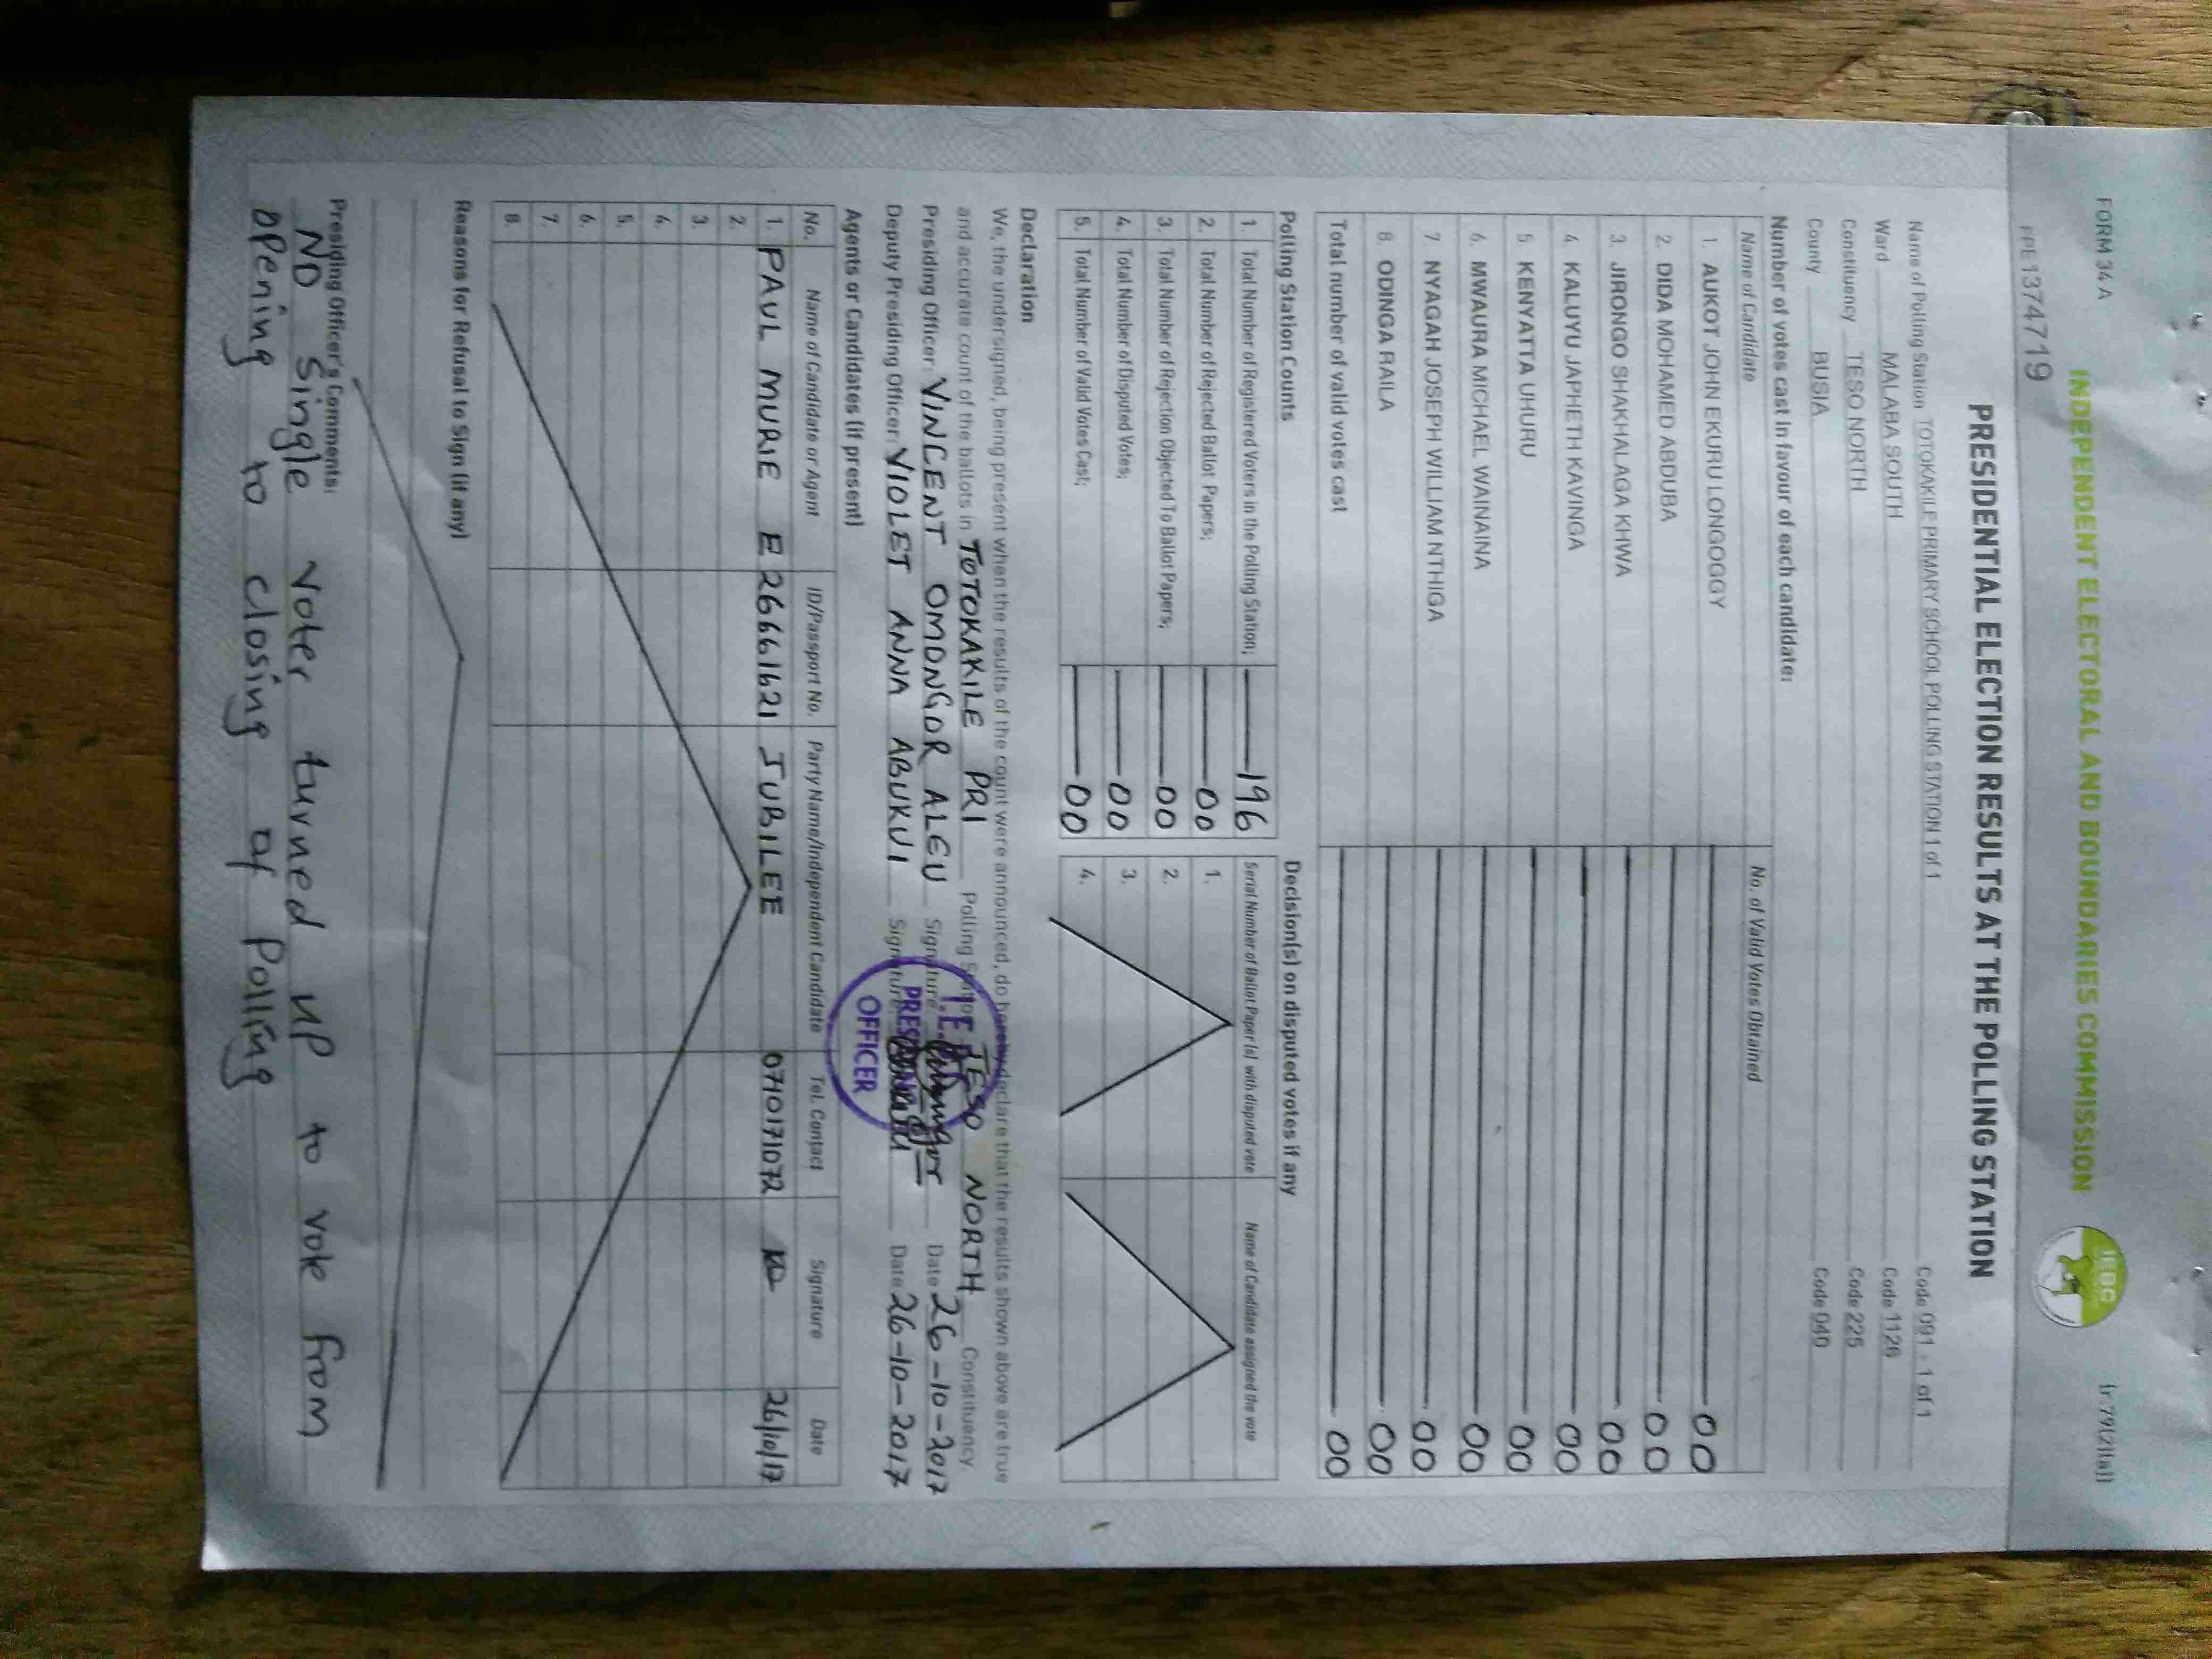 FORM 34 A
(r.79(2)(a))
INDEPENDENT ELECTORAL AND BOUNDARIES COMMISSION
IEBC
FPE1374719
PRESIDENTIAL ELECTION RESULTS AT THE POLLING STATION
Name of Polling Station TOTOKAKILE PRIMARY SCHOOL POLLING STATION 1 of 1 Code 091 - 1 of 1
Ward MALABA SOUTH Code 1126
Constituency TESO NORTH Code 225
County BUSIA Code 040
Number of votes cast in favour of each candidate:
Name of Candidate No. of Valid Votes Obtained
1. AUKOT JOHN EKURU LONGOGGY 00
2. DIDA MOHAMED ABDUBA 00
3. JIRONGO SHAKHALAGA KHWA 00
4. KALUYU JAPHETH KAVINGA 00
5. KENYATTA UHURU 00
6. MWAURA MICHAEL WAINAINA 00
7. NYAGAH JOSEPH WILLIAM NTHIGA 00
8. ODINGA RAILA 00
Total number of valid votes cast 00
Polling Station Counts
1. Total Number of Registered Voters in the Polling Station; 196
2. Total Number of Rejected Ballot Papers; 00
3. Total Number of Rejection Objected To Ballot Papers; 00
4. Total Number of Disputed Votes; 00
5. Total Number of Valid Votes Cast; 00
Decision(s) on disputed votes if any
Serial Number of Ballot Paper(s) with disputed vote Name of Candidate assigned the vote
1.
2.
3.
4.
Declaration
We, the undersigned, being present when the results of the count were announced, do hereby declare that the results shown above are true
and accurate count of the ballots in TOTOKAKILE PRI Polling Station TESO NORTH Constituency.
Presiding Officer: VINCENT OMONGOR ALEU Signature Date 26-10-2017
Deputy Presiding Officer: VIOLET ANNA ABUKUI Signature Date 26-10-2017
PRESIDING
OFFICER
Agents or Candidates (if present)
No. Name of Candidate or Agent ID/Passport No. Party Name/Independent Candidate Tel. Contact Signature Date
1. PAUL MURIE E 26661621 JUBILEE 0710171072 26/10/17
2.
3.
4.
5.
6.
7.
8.
Reasons for Refusal to Sign (if any)
Presiding Officer's Comments:
NO single voter turned up to vote from
opening to closing of Polling